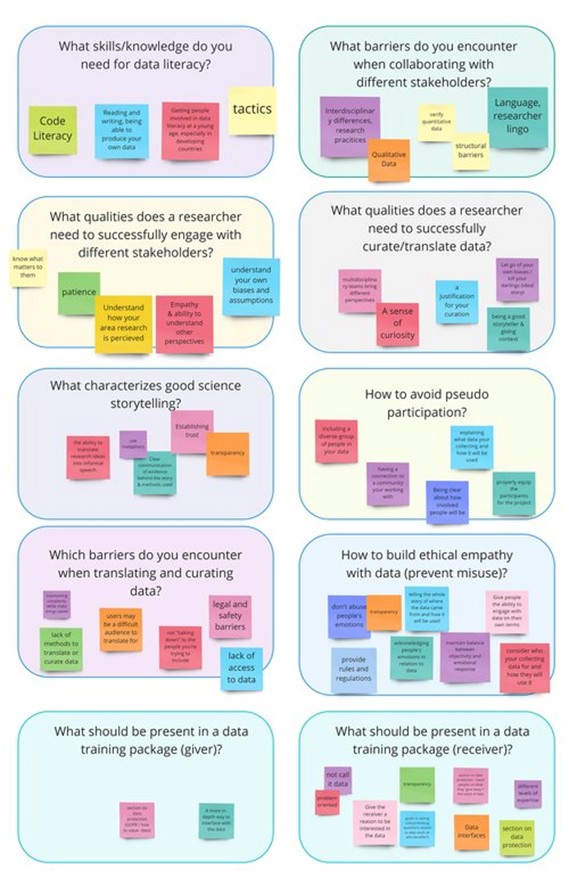 What skills/knowledge do you
need for data literacy?
Code
Literacy
Reading and
writing, being
able to
produce your
own data
Getting people
involved in data
literacy at a young
age, especially in
developing
countries
tactics
What barriers do you encounter
when collaborating with
different stakeholders?
Interdisciplinar
y differences,
research
pracitices
Qualitative
Data
verify
quantitative
data
structural
barriers
Language,
researcher
lingo
What qualities does a researcher
need to successfully engage with
different stakeholders?
know what
matters to
them
patience
Understand
how your
area research
is percieved
Empathy
& ability to
understand
other
perspectives
understand
your own
biases and
assumptions
What qualities does a researcher
need to successfully
curate/translate data?
multidisciplina
ry teams bring
different
perspectives
A sense
of
curiosity
a
justification
for your
curation
Let go of your
own biases /
kill your
darlings (ideal
story)
being a good
storyteller &
giving
context
What characterizes good science
storytelling?
the ability to
translate
research ideas
into informal
speech
use
metaphors
Clear
communication
of evidence
behind the story
& methods used
Establishing
trust
transparency
How to avoid pseudo
participation?
including a
diverse group
of people in
your data
having a
connection to
a community
your working
with
explaining
what data your
collecting and
how it will be
used
Being clear
about how
involved
people will be
properly equip
the
participants
for the project
Which barriers do you encounter
when translating and curating
data?
lack of
methods to
translate or
curate data
users may
be a difficult
audience to
translate for
not "talking
down" to the
people you're
trying to
include
legal and
safety
barriers
lack of
access
to data
How to build ethical empathy
with data (prevent misuse)?
don't abuse
people's
emotions
transparency
telling the whole
story of where
the data came
from and how it
will be used
Give people
the ability to
engage with
data on their
own terms
provide
rules and
regulations
acknowledging
people's
emotions in
relation to
data
maintain balance
between
objectivity and
emotional
response
consider who
your collecting
data for and
how they will
use it
What should be present in a data
training package (giver)?
section on
data
protection
A more in-
depth way to
interface with
the data
What should be present in a data
training package (receiver)?
not call
it data
problem
oriented
Give the
receiver a
reason to be
interested in
the data
transparency
Data
interfaces
different
levels of
expertise
section on
data
protection